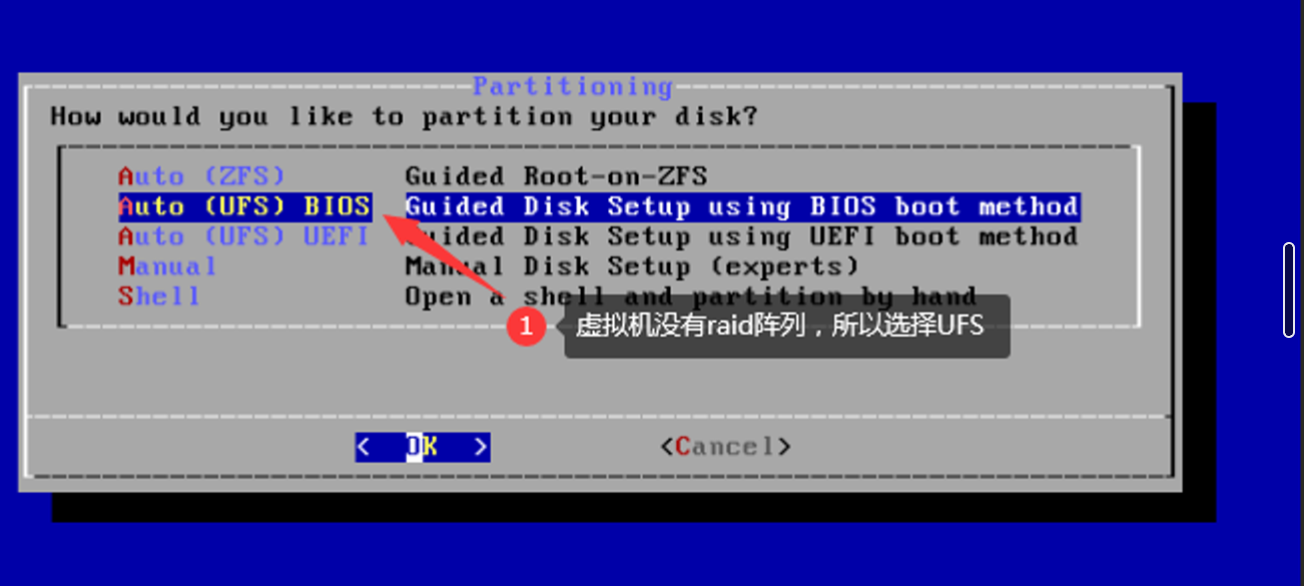 Partitioning
How would you like to partition your disk?
Auto (ZFS) Guided Root-on-ZFS
Auto (UFS) BIOS Guided Disk Setup using BIOS boot method
Auto (UFS) UEFI Guided Disk Setup using UEFI boot method
Manual Manual Disk Setup (experts)
Shell Open a shell and partition by hand
1 虚拟机没有raid阵列，所以选择UFS
< OK > <Cancel>